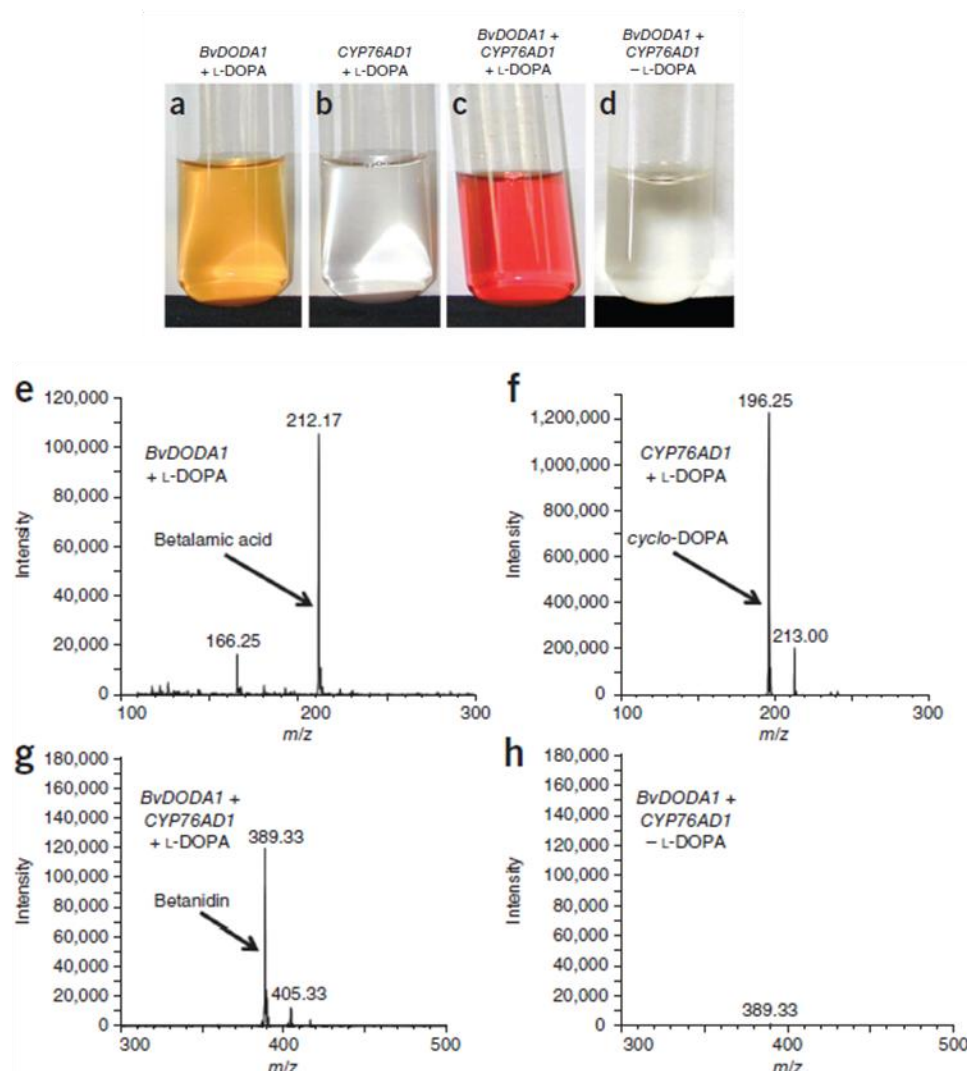 BvDODA1
+ L-DOPA
CYP76AD1
+ L-DOPA
BvDODA1 +
CYP76AD1
+ L-DOPA
BvDODA1 +
CYP76AD1
– L-DOPA
a
b
c
d
e
120,000
100,000
80,000
60,000
40,000
20,000
0
Intensity
BvDODA1
+ L-DOPA
Betalamic acid
212.17
166.25
100
200
300
m/z
f
1,200,000
1,000,000
800,000
600,000
400,000
200,000
0
Intensity
196.25
CYP76AD1
+ L-DOPA
cyclo-DOPA
213.00
100
200
300
m/z
g
180,000
160,000
140,000
120,000
100,000
80,000
60,000
40,000
20,000
0
Intensity
BvDODA1 +
CYP76AD1
+ L-DOPA
389.33
Betanidin
405.33
300
400
500
m/z
h
180,000
160,000
140,000
120,000
100,000
80,000
60,000
40,000
20,000
0
Intensity
BvDODA1 +
CYP76AD1
– L-DOPA
389.33
300
400
500
m/z